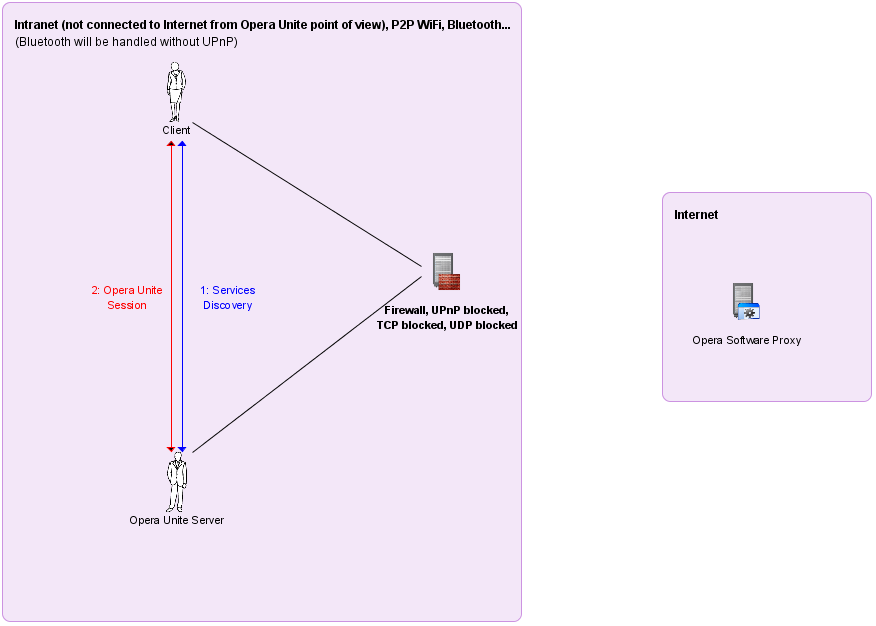 Intranet (not connected to Internet from Opera Unite point of view), P2P WiFi, Bluetooth...
(Bluetooth will be handled without UPnP)
Client
Internet
2: Opera Unite
Session
1: Services
Discovery
Firewall, UPnP blocked,
TCP blocked, UDP blocked
Opera Software Proxy
Opera Unite Server